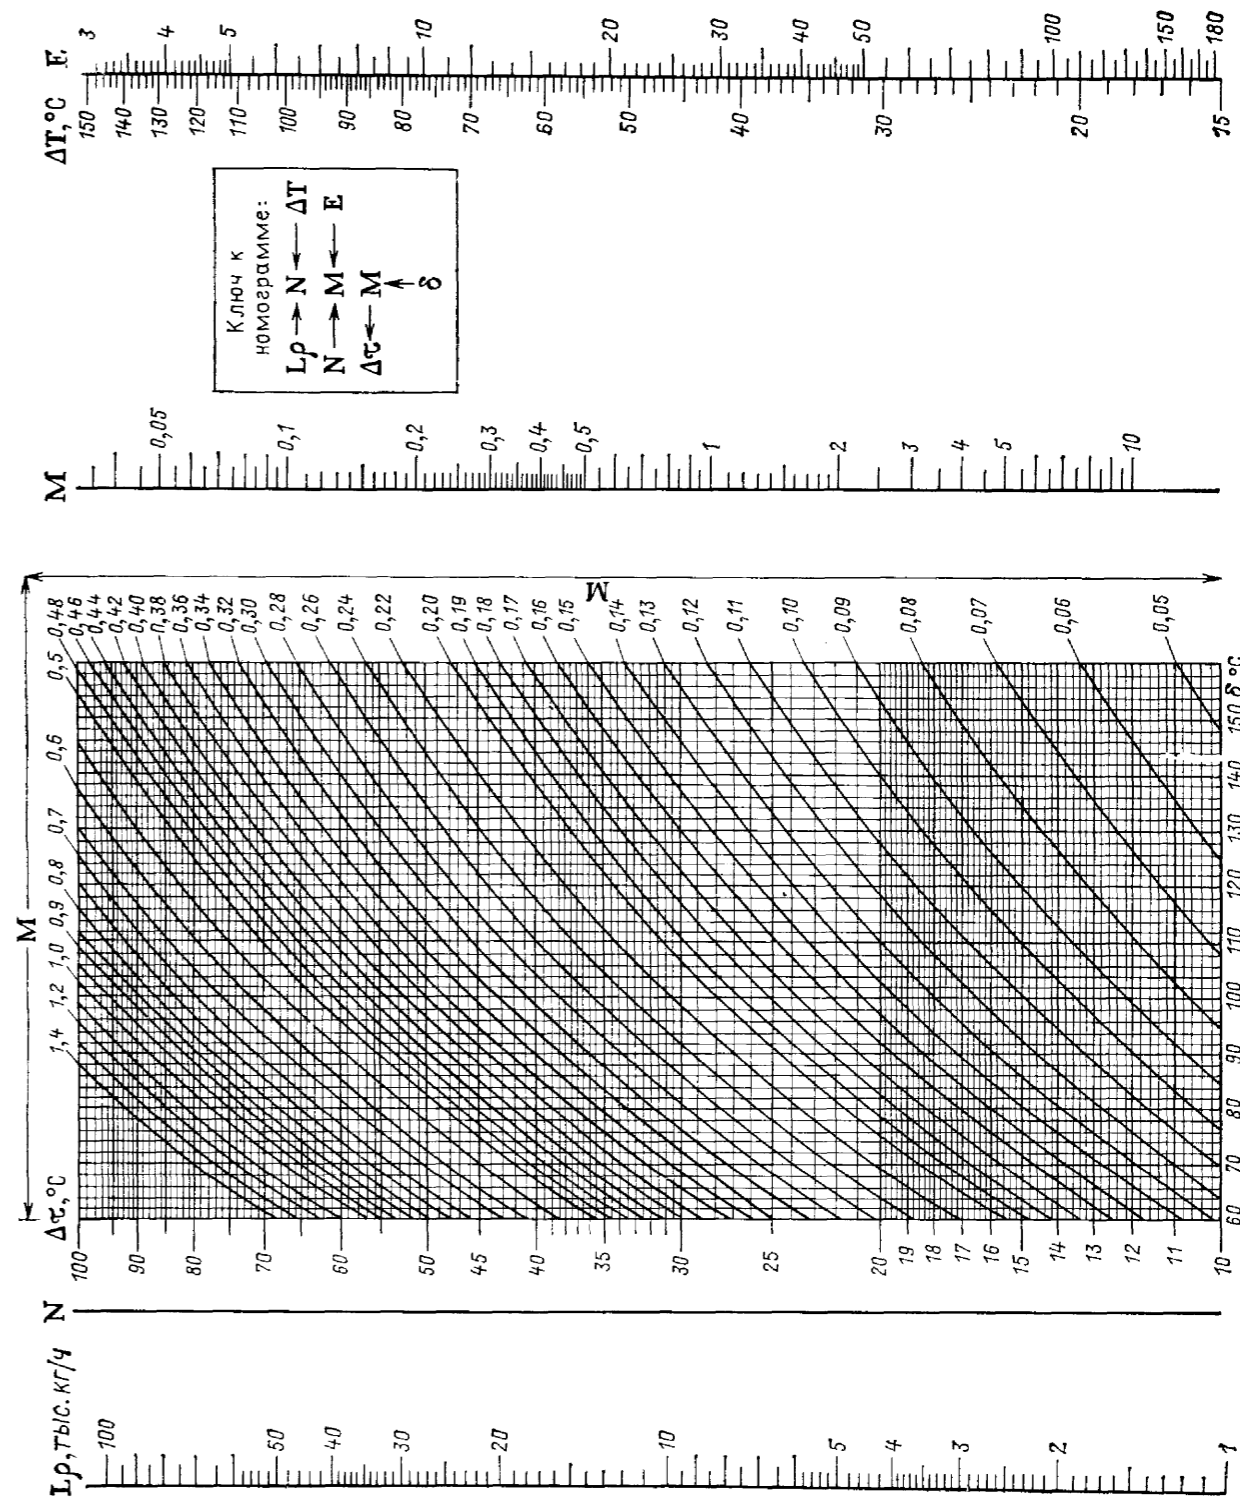 1 2 3 4 5 10 20 30 40 50 100 Lρ, тыс. кг/ч
N
10 11 12 13 14 15 16 17 18 19 20 25 30 35 40 45 50 60 70 80 90 100 Δτ, °C
M
1,4
1,2
1,0
0,9
0,8
0,7
0,6
0,5
60
70
80
90
100
110
120
130
140
150
δ °C
0,05 0,06 0,07 0,08 0,09 0,10 0,11 0,12 0,13 0,14 0,15 0,16 0,17 0,18 0,19 0,20 0,22 0,24 0,26 0,28 0,30 0,32 0,34 0,36 0,38 0,40 0,42 0,44 0,46 0,48
M
10 5 4 3 2 1 0,5 0,4 0,3 0,2 0,1 0,05 M
Ключ к
номограмме:
Lρ → N ← ΔT
N → M ← E
Δτ ← M
↑
δ
15 20 30 40 50 60 70 80 90 100 110 120 130 140 150 ΔT, °C
180 150 100 50 40 30 20 10 5 4 3 E